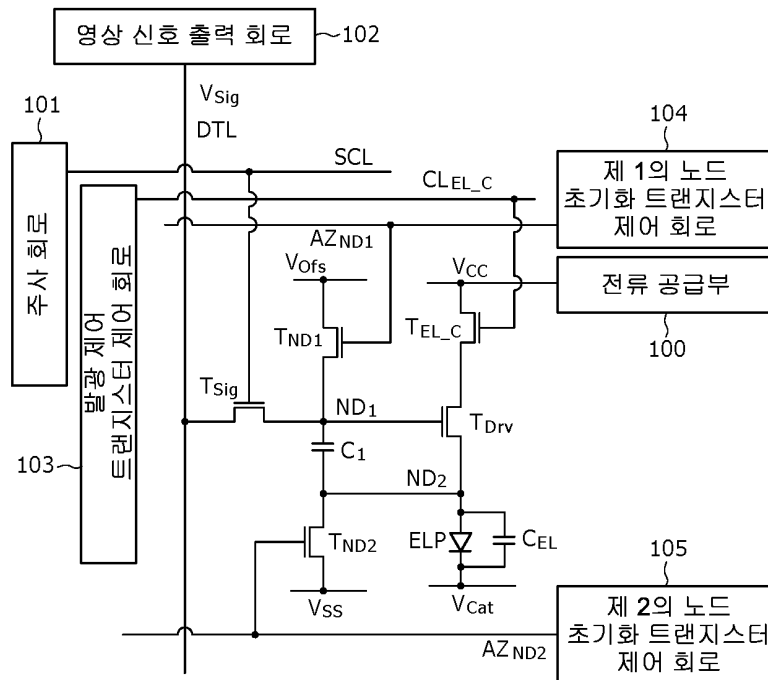 영상 신호 출력 회로
102
V_Sig
DTL
101
주사 회로
SCL
CL_EL_C
104
제 1의 노드
초기화 트랜지스터
제어 회로
AZ_ND1
V_Ofs
V_CC
전류 공급부
100
발광 제어
트랜지스터 제어 회로
103
T_ND1
T_EL_C
T_Sig
ND_1
T_Drv
C_1
ND_2
T_ND2
ELP
C_EL
V_SS
V_Cat
105
제 2의 노드
초기화 트랜지스터
제어 회로
AZ_ND2